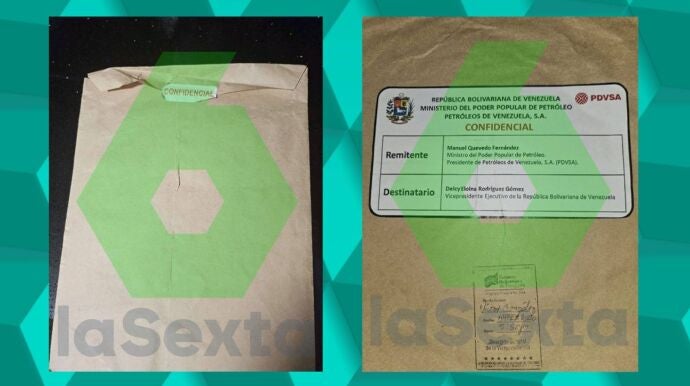 CONFIDENCIAL
laSexta
REPÚBLICA BOLIVARIANA DE VENEZUELA
MINISTERIO DEL PODER POPULAR DE PETRÓLEO
PETRÓLEOS DE VENEZUELA, S.A.
PDVSA
CONFIDENCIAL
Remitente
Manuel Quevedo Fernández
Ministro del Poder Popular de Petróleo.
Presidente de Petróleos de Venezuela, S.A. (PDVSA).
Destinatario
Delcy Eloina Rodríguez Gómez
Vicepresidente Ejecutivo de la República Bolivariana de Venezuela
laSexta